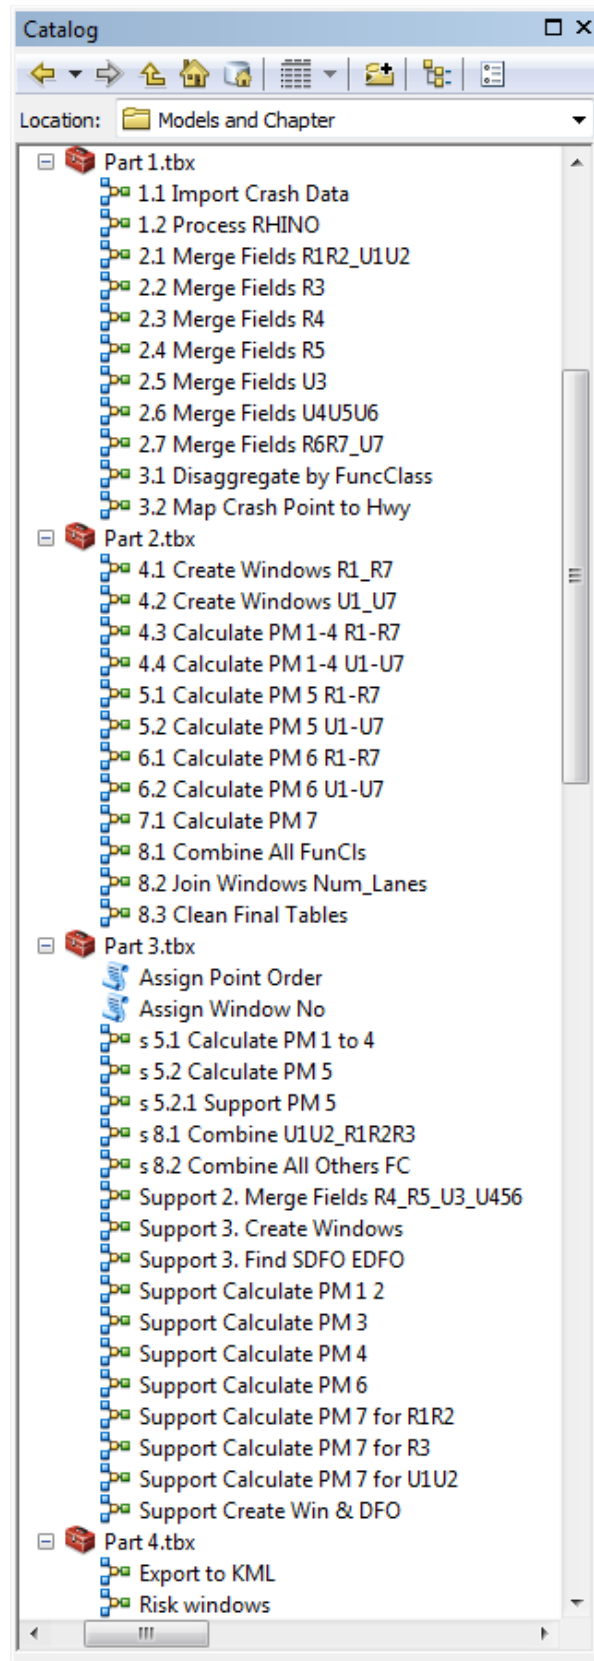 Catalog
Location: Models and Chapter
Part 1.tbx
1.1 Import Crash Data
1.2 Process RHINO
2.1 Merge Fields R1R2_U1U2
2.2 Merge Fields R3
2.3 Merge Fields R4
2.4 Merge Fields R5
2.5 Merge Fields U3
2.6 Merge Fields U4U5U6
2.7 Merge Fields R6R7_U7
3.1 Disaggregate by FuncClass
3.2 Map Crash Point to Hwy
Part 2.tbx
4.1 Create Windows R1_R7
4.2 Create Windows U1_U7
4.3 Calculate PM 1-4 R1-R7
4.4 Calculate PM 1-4 U1-U7
5.1 Calculate PM 5 R1-R7
5.2 Calculate PM 5 U1-U7
6.1 Calculate PM 6 R1-R7
6.2 Calculate PM 6 U1-U7
7.1 Calculate PM 7
8.1 Combine All FunCls
8.2 Join Windows Num_Lanes
8.3 Clean Final Tables
Part 3.tbx
Assign Point Order
Assign Window No
s 5.1 Calculate PM 1 to 4
s 5.2 Calculate PM 5
s 5.2.1 Support PM 5
s 8.1 Combine U1U2_R1R2R3
s 8.2 Combine All Others FC
Support 2. Merge Fields R4_R5_U3_U456
Support 3. Create Windows
Support 3. Find SDFO EDFO
Support Calculate PM 1 2
Support Calculate PM 3
Support Calculate PM 4
Support Calculate PM 6
Support Calculate PM 7 for R1R2
Support Calculate PM 7 for R3
Support Calculate PM 7 for U1U2
Support Create Win & DFO
Part 4.tbx
Export to KML
Risk windows